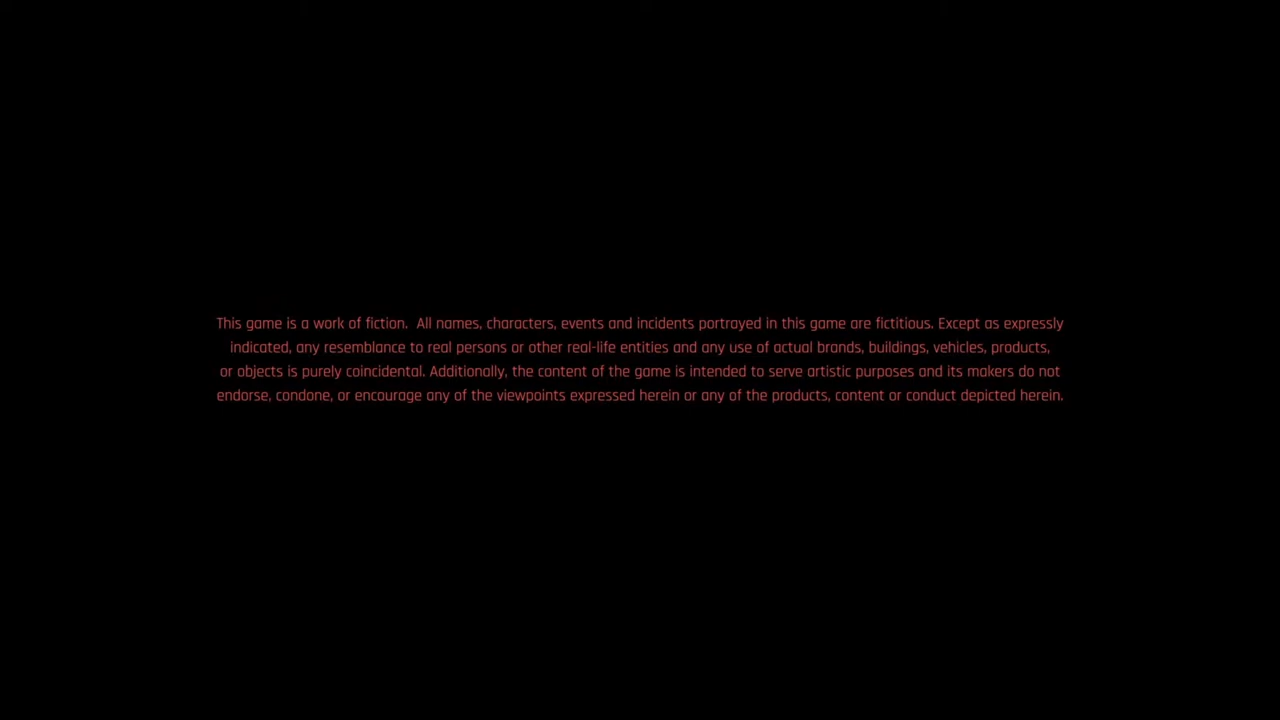 This game is a work of fiction.  All names, characters, events and incidents portrayed in this game are fictitious. Except as expressly
indicated, any resemblance to real persons or other real-life entities and any use of actual brands, buildings, vehicles, products,
or objects is purely coincidental. Additionally, the content of the game is intended to serve artistic purposes and its makers do not
endorse, condone, or encourage any of the viewpoints expressed herein or any of the products, content or conduct depicted herein.